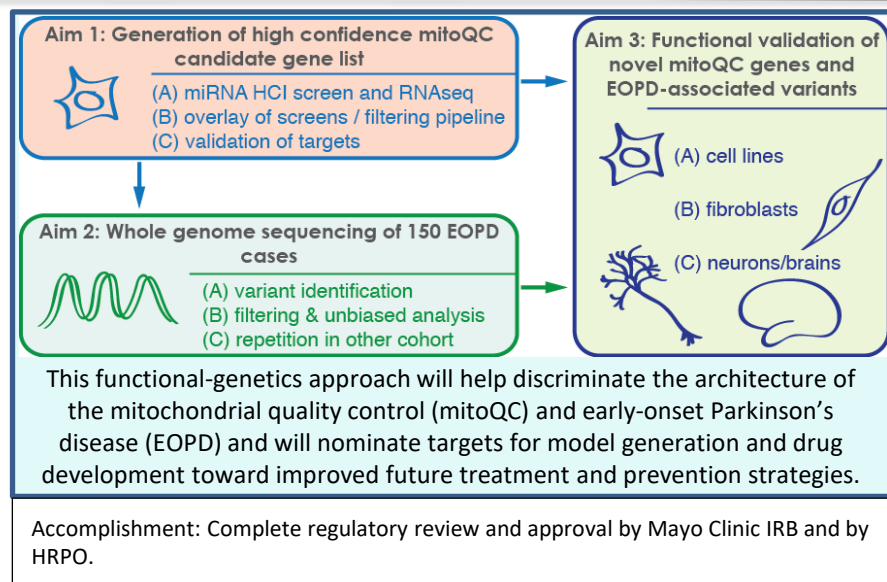 Aim 1: Generation of high confidence mitoQC
candidate gene list
(A) miRNA HCI screen and RNAseq
(B) overlay of screens / filtering pipeline
(C) validation of targets
Aim 2: Whole genome sequencing of 150 EOPD
cases
(A) variant identification
(B) filtering & unbiased analysis
(C) repetition in other cohort
Aim 3: Functional validation of
novel mitoQC genes and
EOPD-associated variants
(A) cell lines
(B) fibroblasts
(C) neurons/brains
This functional-genetics approach will help discriminate the architecture of
the mitochondrial quality control (mitoQC) and early-onset Parkinson’s
disease (EOPD) and will nominate targets for model generation and drug
development toward improved future treatment and prevention strategies.
Accomplishment: Complete regulatory review and approval by Mayo Clinic IRB and by
HRPO.